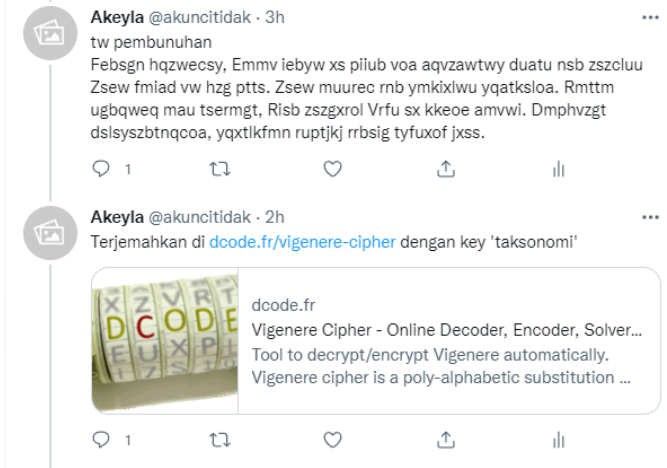 Akeyla @akuncitidak · 3h
tw pembunuhan
Febsgn hqzwecsy, Emmv iebyw xs piiub voa aqvzawtwy duatu nsb zszcluu
Zsew fmiad vw hzg ptts. Zsew muurec rnb ymkixlwu yqatksloa. Rmttm
ugbqweq mau tsermgt, Risb zszgxrol Vrfu sx kkeoe amvwi. Dmphvzgt
dslsyszbtnqcoa, yqxtlkfmn ruptjkj rrbsig tyfuxof jxss.
1
Akeyla @akuncitidak · 2h
Terjemahkan di dcode.fr/vigenere-cipher dengan key 'taksonomi'
X Z V R T
D C O D E
E U X P L
dcode.fr
Vigenere Cipher - Online Decoder, Encoder, Solver...
Tool to decrypt/encrypt Vigenere automatically.
Vigenere cipher is a poly-alphabetic substitution ...
1